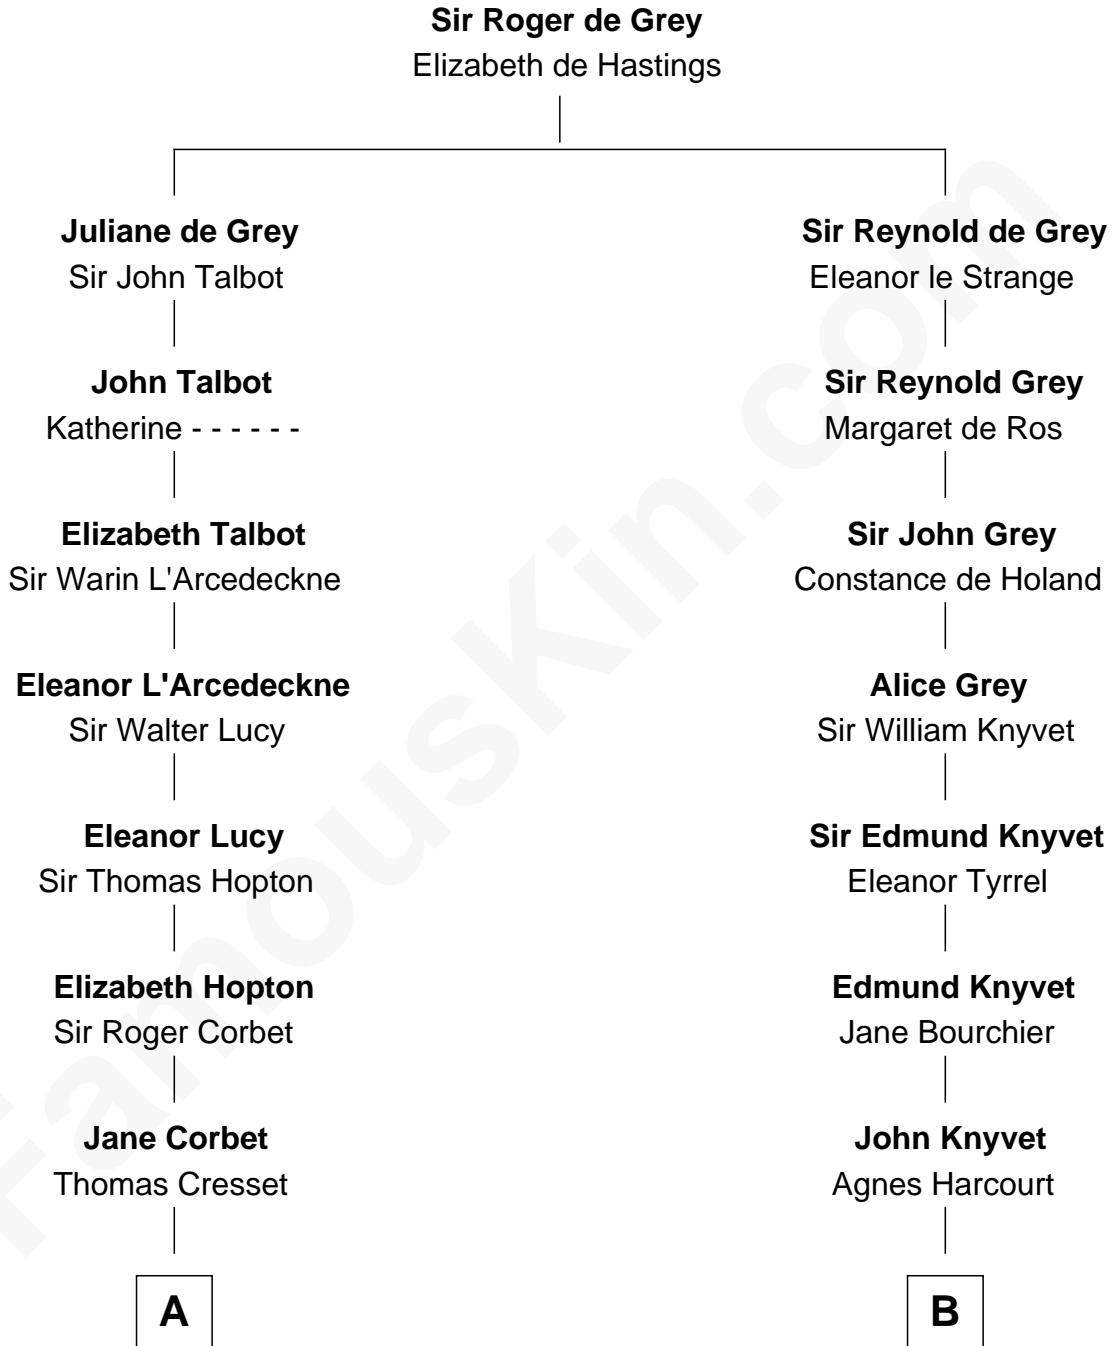 Sir Roger de Grey
Elizabeth de Hastings
Juliane de Grey
Sir John Talbot
Sir Reynold de Grey
Eleanor le Strange
John Talbot
Katherine - - - - - -
Sir Reynold Grey
Margaret de Ros
Elizabeth Talbot
Sir Warin L'Arcedeckne
Sir John Grey
Constance de Holand
Eleanor L'Arcedeckne
Sir Walter Lucy
Alice Grey
Sir William Knyvet
Eleanor Lucy
Sir Thomas Hopton
Sir Edmund Knyvet
Eleanor Tyrrel
Elizabeth Hopton
Sir Roger Corbet
Edmund Knyvet
Jane Bourchier
Jane Corbet
Thomas Cresset
John Knyvet
Agnes Harcourt
A
B
FamousKin.com